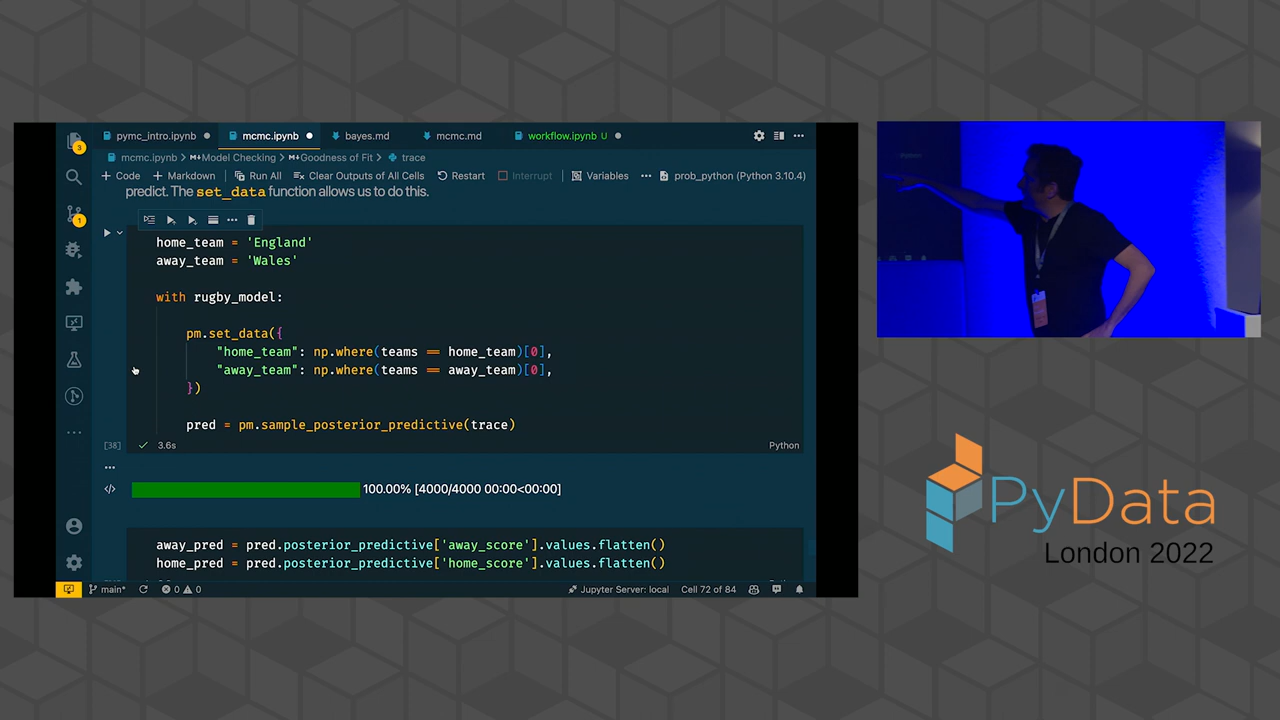 pymc_intro.ipynb
mcmc.ipynb
bayes.md
mcmc.md
workflow.ipynb U
mcmc.ipynb > M↓Model Checking > M↓Goodness of Fit > trace
+ Code + Markdown Run All Clear Outputs of All Cells Restart Interrupt Variables ··· prob_python (Python 3.10.4)
predict. The set_data function allows us to do this.
home_team = 'England'
away_team = 'Wales'
with rugby_model:
pm.set_data({
"home_team": np.where(teams == home_team)[0],
"away_team": np.where(teams == away_team)[0],
})
pred = pm.sample_posterior_predictive(trace)
[38] 3.6s Python
100.00% [4000/4000 00:00<00:00]
away_pred = pred.posterior_predictive['away_score'].values.flatten()
home_pred = pred.posterior_predictive['home_score'].values.flatten()
main* 0 0 Jupyter Server: local Cell 72 of 84
3
1
PyData
London 2022